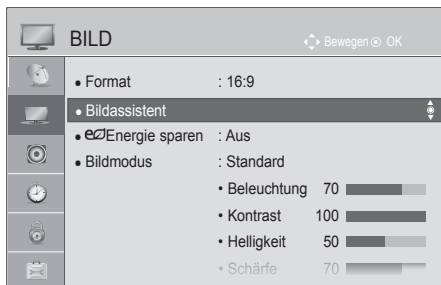 BILD
Bewegen OK
• Format : 16:9
• Bildassistent
• eEnergie sparen : Aus
• Bildmodus : Standard
• Beleuchtung 70
• Kontrast 100
• Helligkeit 50
• Schärfe 70